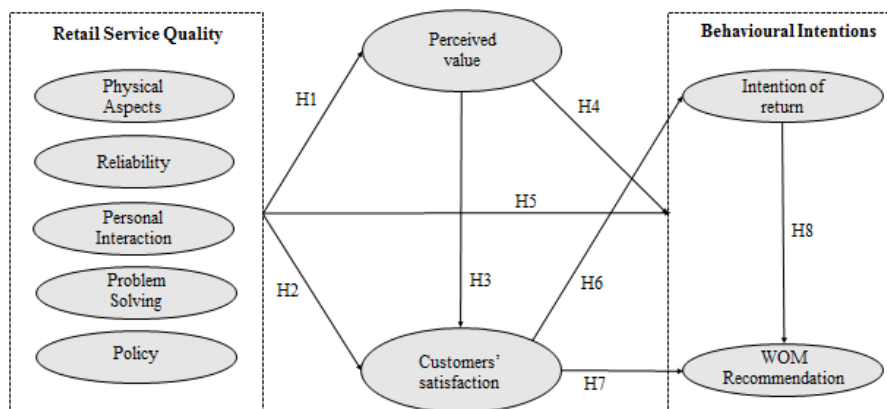 Retail Service Quality
Physical
Aspects
Reliability
Personal
Interaction
Problem
Solving
Policy
H1
H2
Perceived
value
H3
Customers'
satisfaction
H4
H5
H6
H7
Behavioural Intentions
Intention of
return
H8
WOM
Recommendation